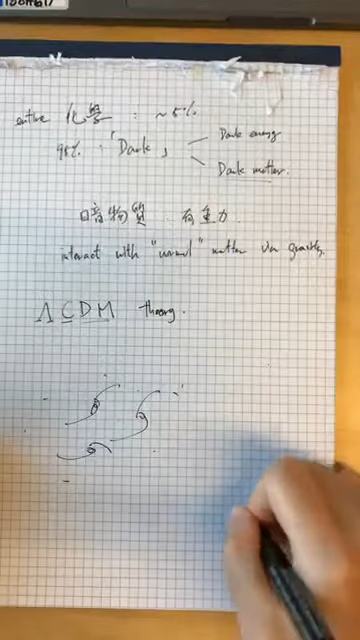 entire 化學 : ~5%
95% : 「Dark」
Dark energy
Dark matter.
暗物質 有重力
interact with "normal" matter via gravity.
ΛCDM theory.